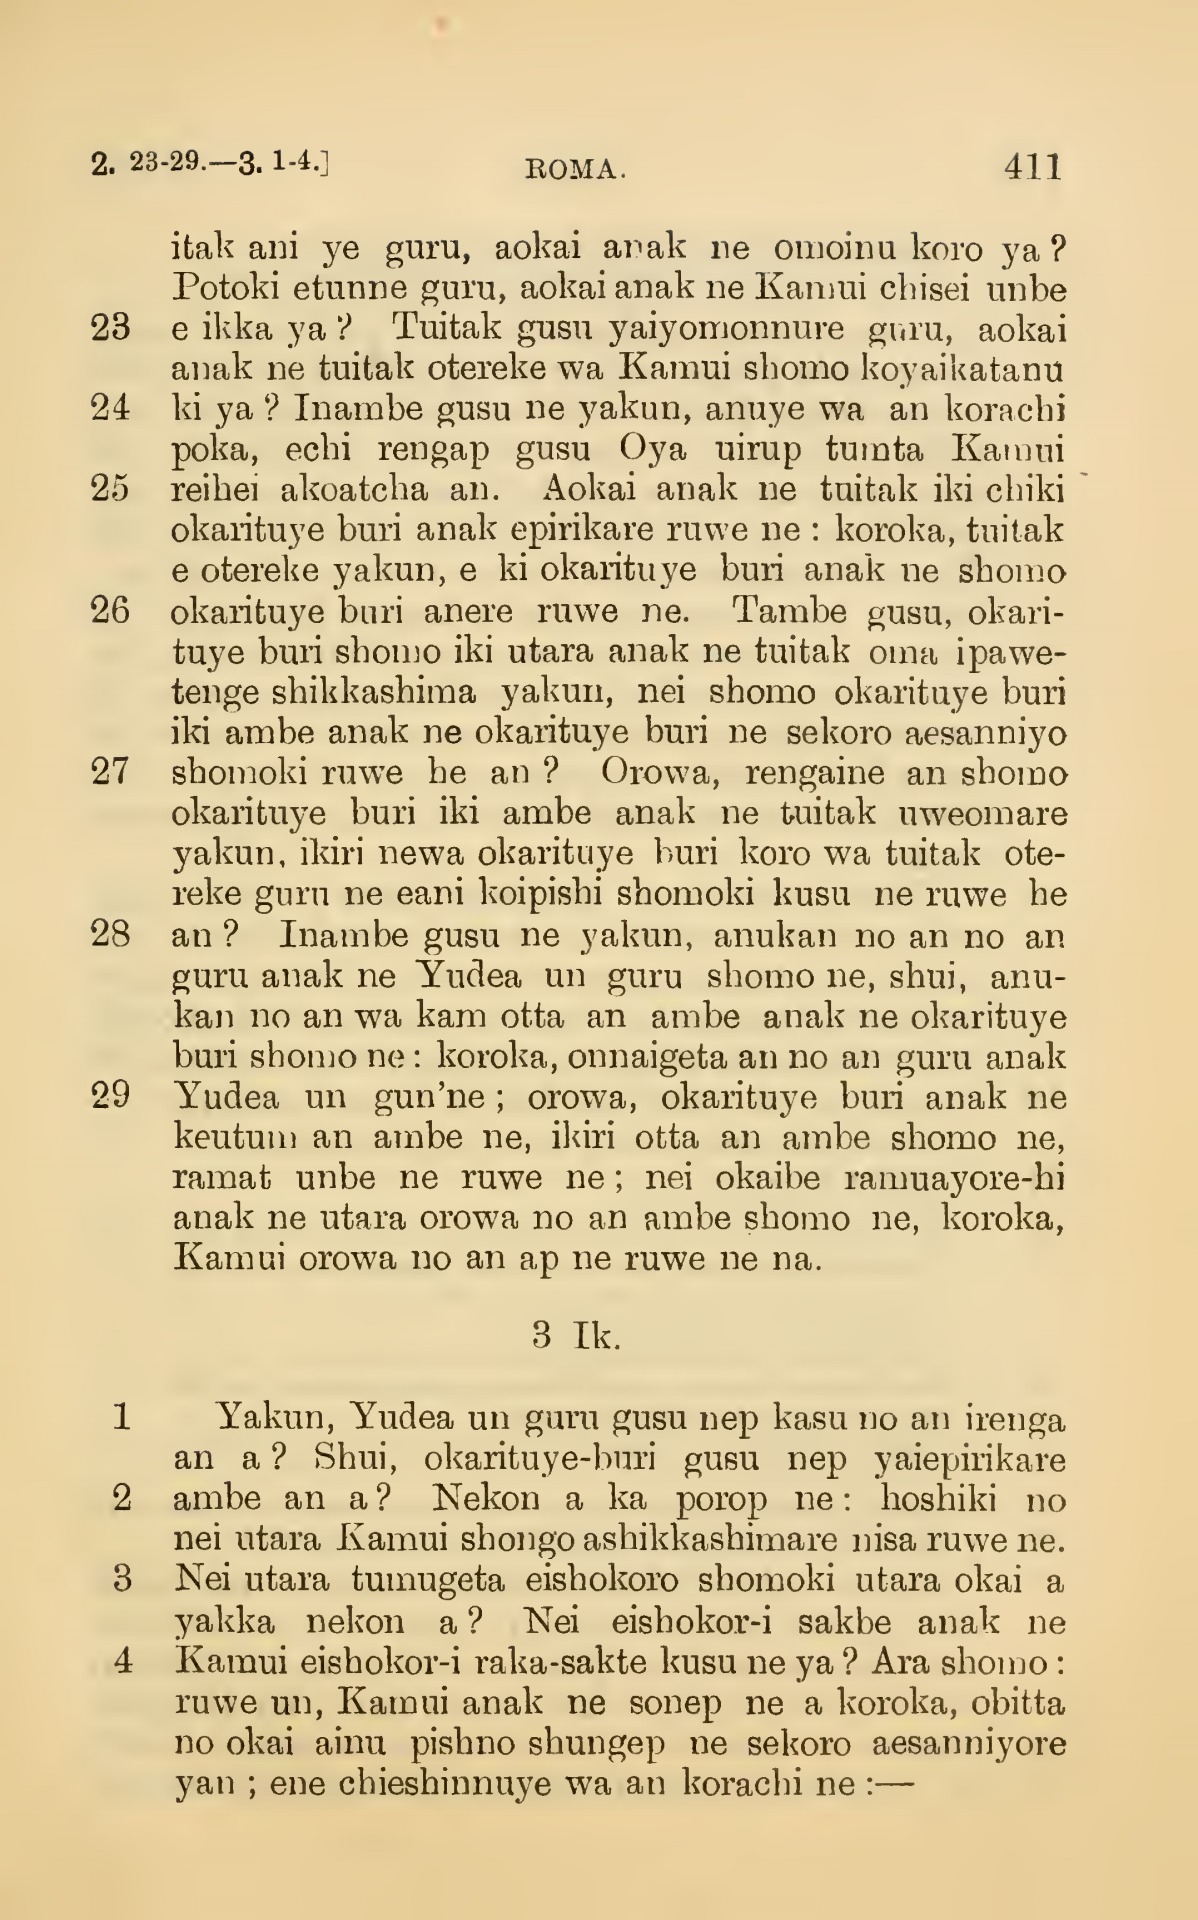 2. 23-29.—3. 1-4.] ROMA. 411
itak ani ye guru, aokai anak ne omoinu koro ya ?
Potoki etunne guru, aokai anak ne Kamui chisei unbe
23 e ikka ya ? Tuitak gusu yaiyomonnure guru, aokai
anak ne tuitak otereke wa Kamui shomo koyaikatanu
24 ki ya ? Inambe gusu ne yakun, anuye wa an korachi
poka, echi rengap gusu Oya uirup tumta Kamui
25 reihei akoatcha an. Aokai anak ne tuitak iki chiki
okarituye buri anak epirikare ruwe ne : koroka, tuitak
e otereke yakun, e ki okarituye buri anak ne shomo
26 okarituye buri anere ruwe ne. Tambe gusu, okari-
tuye buri shomo iki utara anak ne tuitak oma ipawe-
tenge shikkashima yakun, nei shomo okarituye buri
iki ambe anak ne okarituye buri ne sekoro aesanniyo
27 shomoki ruwe he an ? Orowa, rengaine an shomo
okarituye buri iki ambe anak ne tuitak uweomare
yakun, ikiri newa okarituye buri koro wa tuitak ote-
reke guru ne eani koipishi shomoki kusu ne ruwe he
28 an ? Inambe gusu ne yakun, anukan no an no an
guru anak ne Yudea un guru shomo ne, shui, anu-
kan no an wa kam otta an ambe anak ne okarituye
buri shomo ne : koroka, onnaigeta an no an guru anak
29 Yudea un gun'ne ; orowa, okarituye buri anak ne
keutum an ambe ne, ikiri otta an ambe shomo ne,
ramat unbe ne ruwe ne ; nei okaibe ramuayore-hi
anak ne utara orowa no an ambe shomo ne, koroka,
Kamui orowa no an ap ne ruwe ne na.
3 Ik.
1 Yakun, Yudea un guru gusu nep kasu no an irenga
an a ? Shui, okarituye-buri gusu nep yaiepirikare
2 ambe an a ? Nekon a ka porop ne : hoshiki no
nei utara Kamui shongo ashikkashimare nisa ruwe ne.
3 Nei utara tumugeta eishokoro shomoki utara okai a
yakka nekon a ? Nei eishokor-i sakbe anak ne
4 Kamui eishokor-i raka-sakte kusu ne ya ? Ara shomo :
ruwe un, Kamui anak ne sonep ne a koroka, obitta
no okai ainu pishno shungep ne sekoro aesanniyore
yan ; ene chieshinnuye wa an korachi ne :—